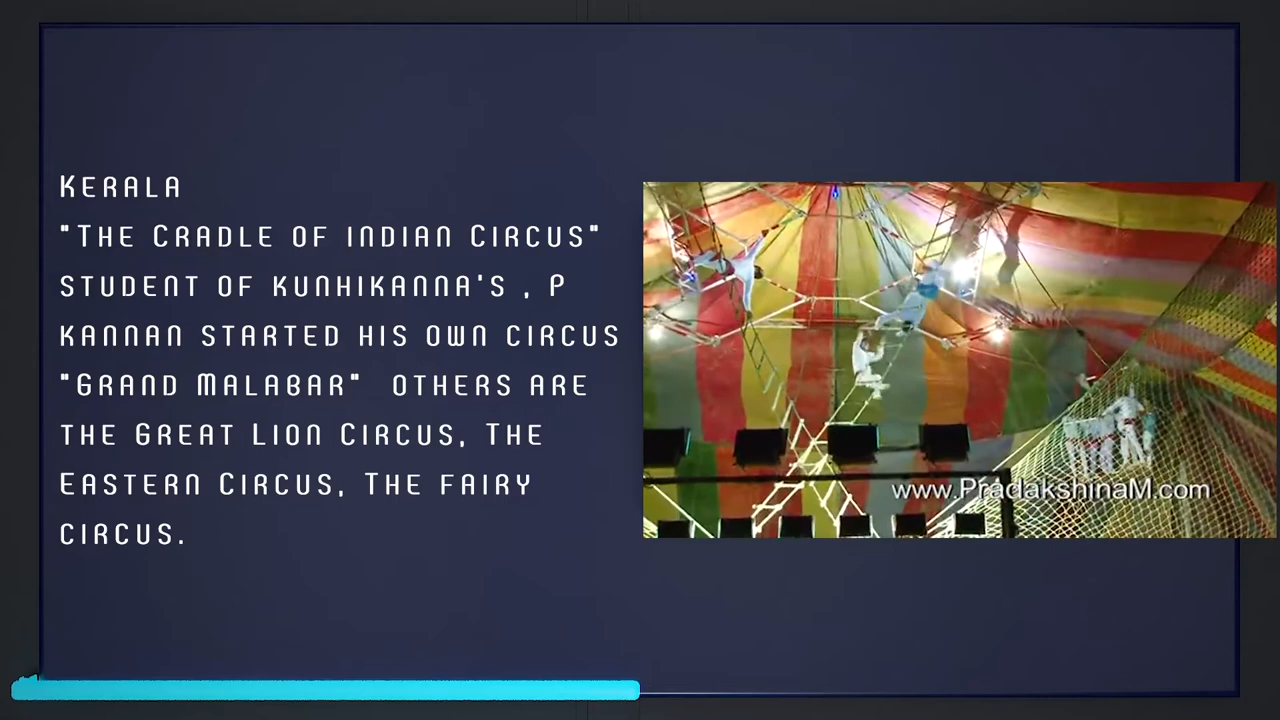 Kerala
"The Cradle of Indian Circus"
student of kunhikanna's , P
kannan started his own circus
"Grand Malabar"  others are
the Great Lion Circus, The
Eastern Circus, The fairy
circus.
www.PradakshinaM.com